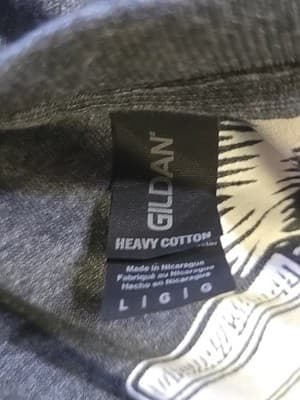 GILDAN
HEAVY COTTON
Made in Nicaragua
Fabriqué au Nicaragua
Hecho en Nicaragua
L | G | G